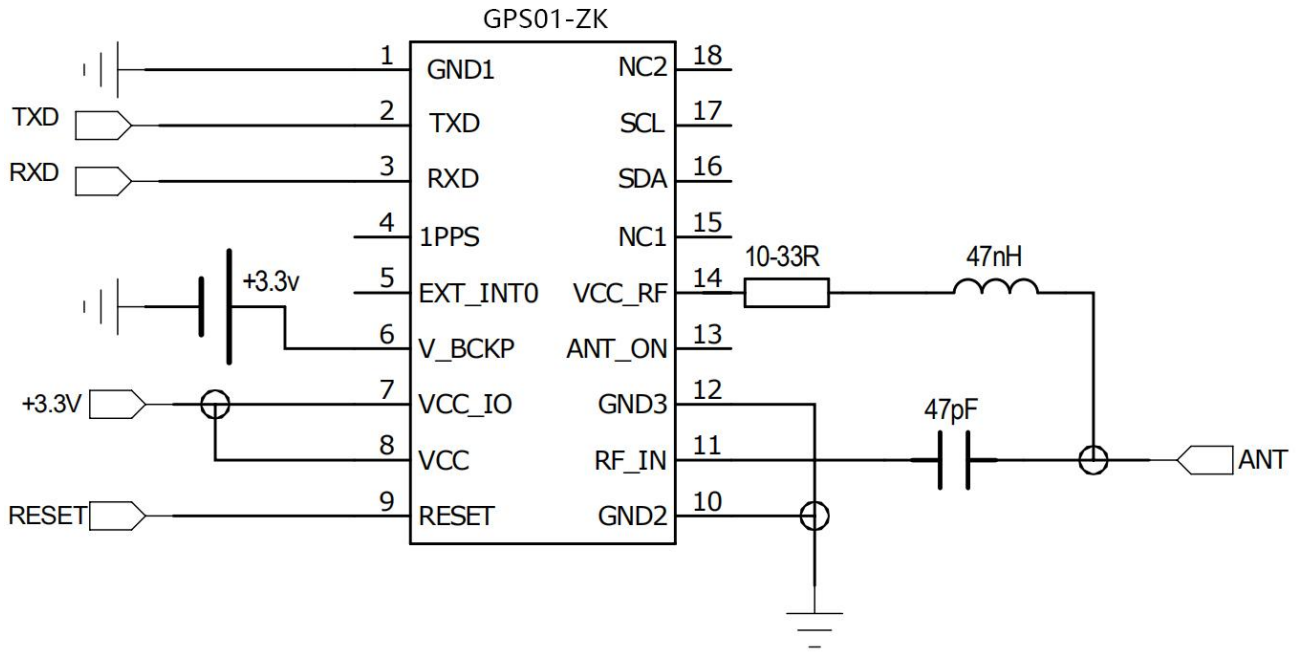 GPS01-ZK
1 GND1 NC2 18
TXD 2 TXD SCL 17
RXD 3 RXD SDA 16
4 1PPS NC1 15
10-33R 47nH
+3.3v 5 EXT_INT0 VCC_RF 14
6 V_BCKP ANT_ON 13
+3.3V 7 VCC_IO GND3 12
47pF
8 VCC RF_IN 11 ANT
RESET 9 RESET GND2 10